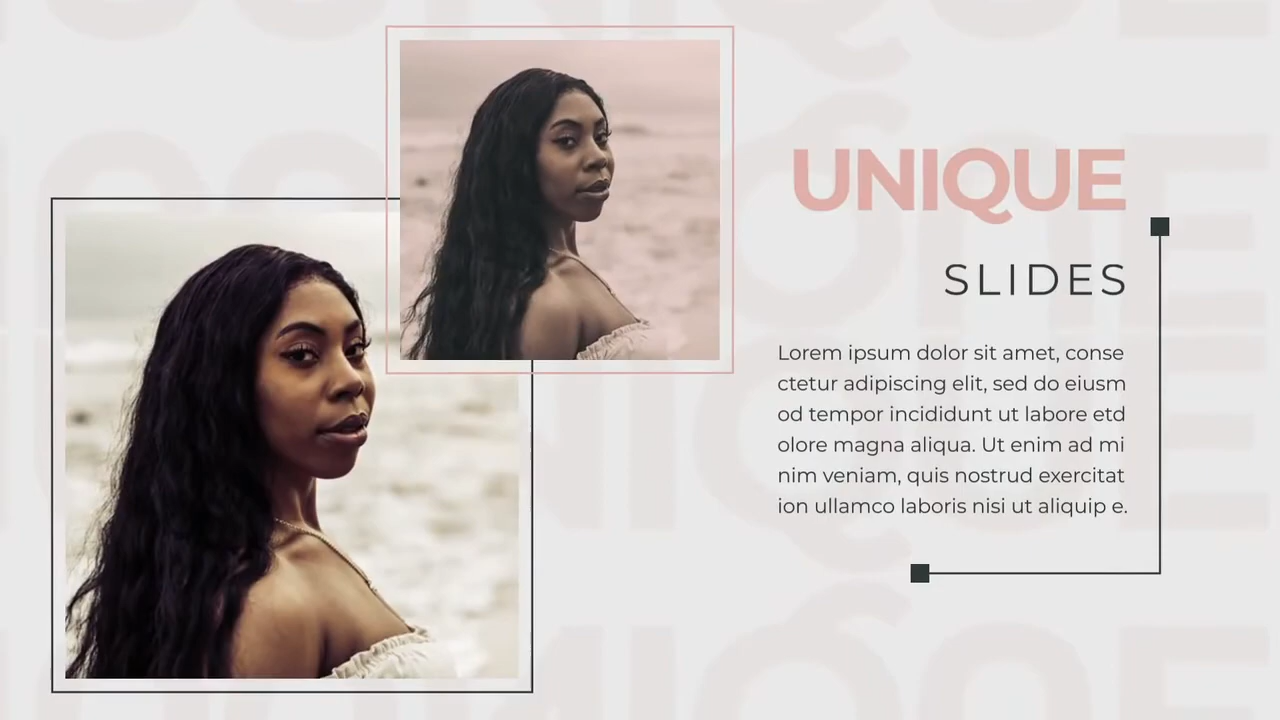 UNIQUE
SLIDES
Lorem ipsum dolor sit amet, conse
ctetur adipiscing elit, sed do eiusm
od tempor incididunt ut labore etd
olore magna aliqua. Ut enim ad mi
nim veniam, quis nostrud exercitat
ion ullamco laboris nisi ut aliquip e.